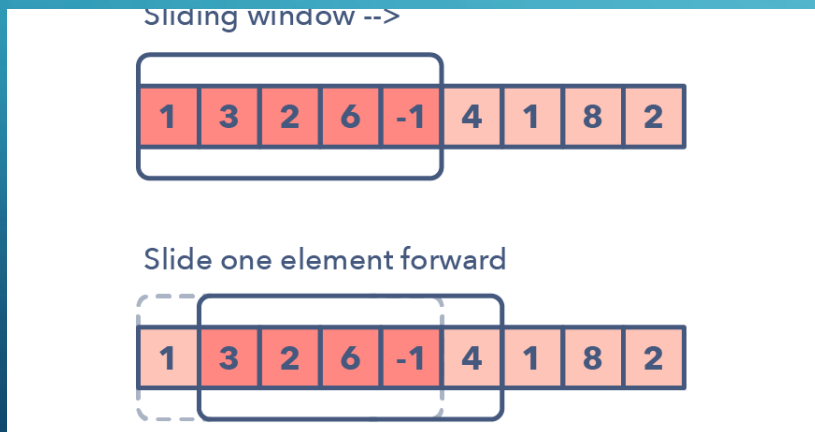 Sliding window -->
1 3 2 6 -1 4 1 8 2
Slide one element forward
1 3 2 6 -1 4 1 8 2